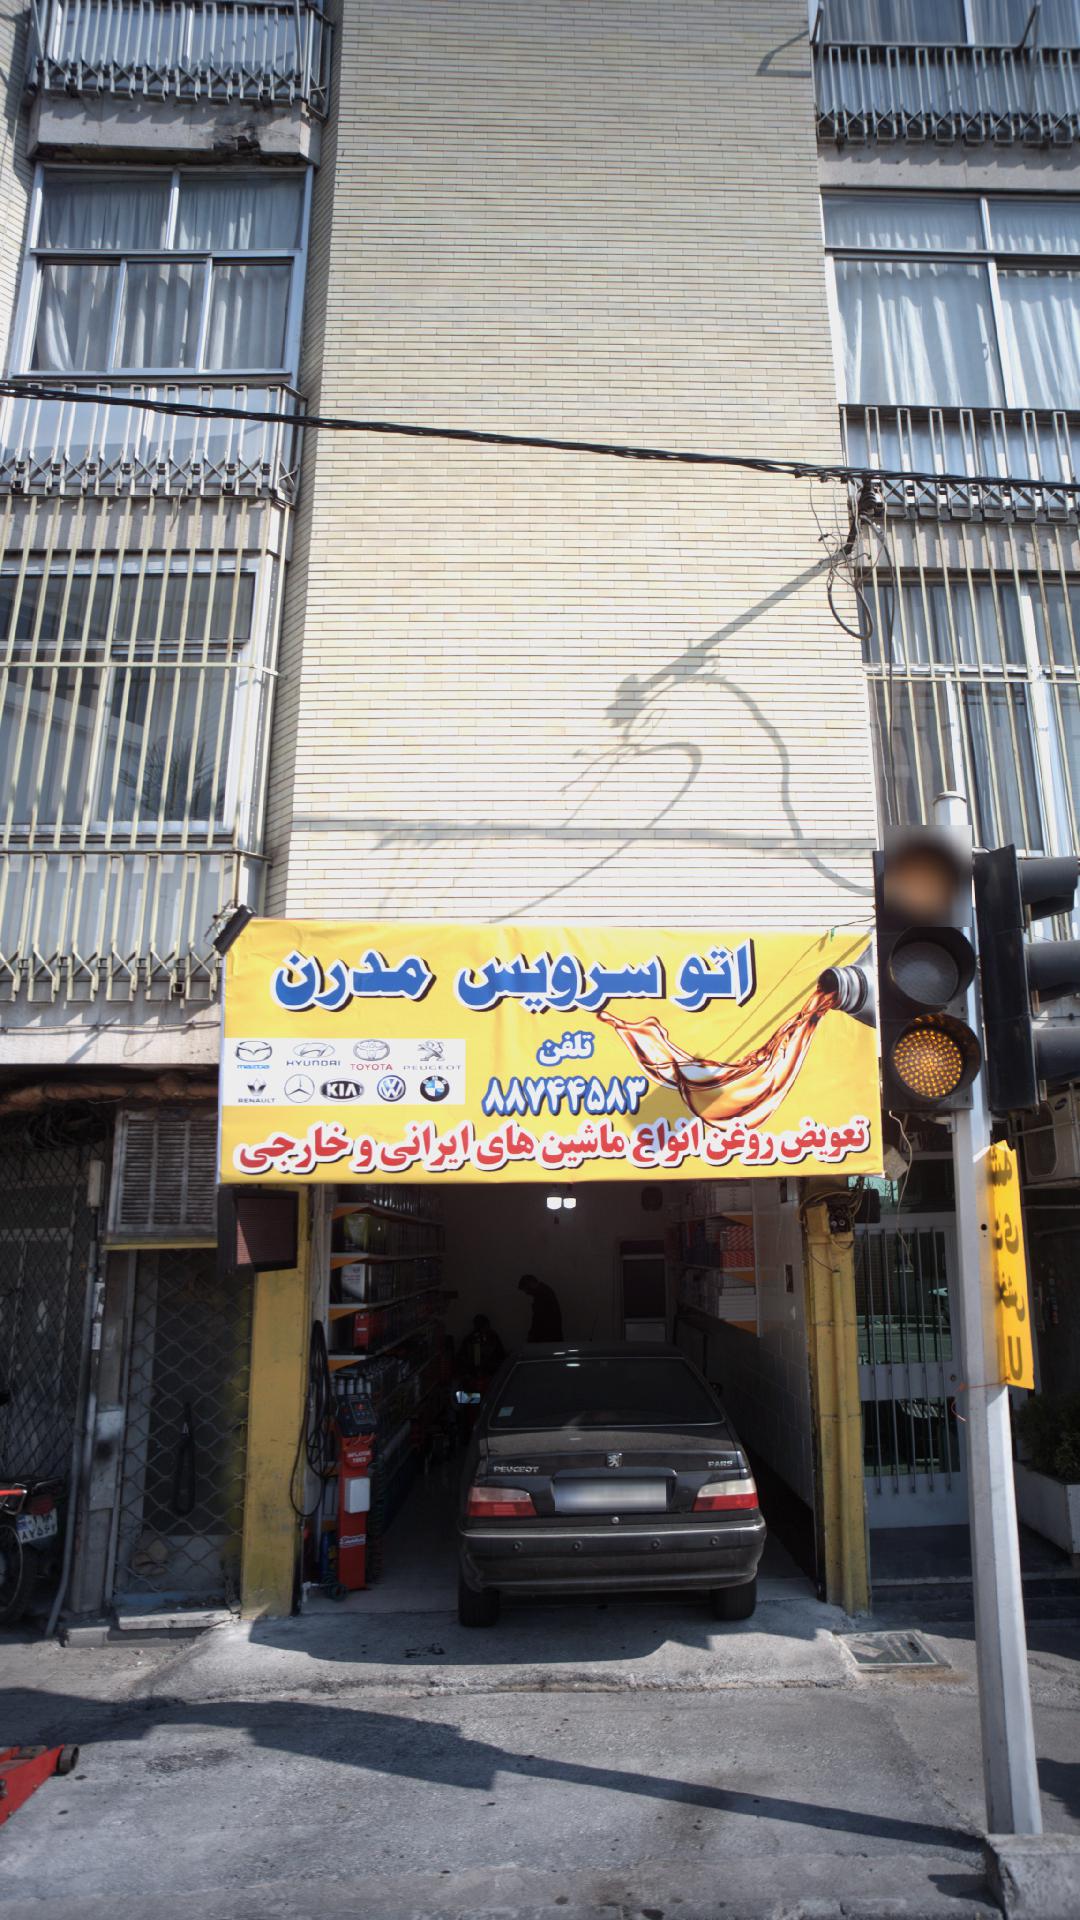 اتو سرویس مدرن
mazda HYUNDAI TOYOTA PEUGEOT
RENAULT KIA
تلفن
۸۸۷۴۴۵۸۳
تعویض روغن انواع ماشین های ایرانی و خارجی
PEUGEOT PARS